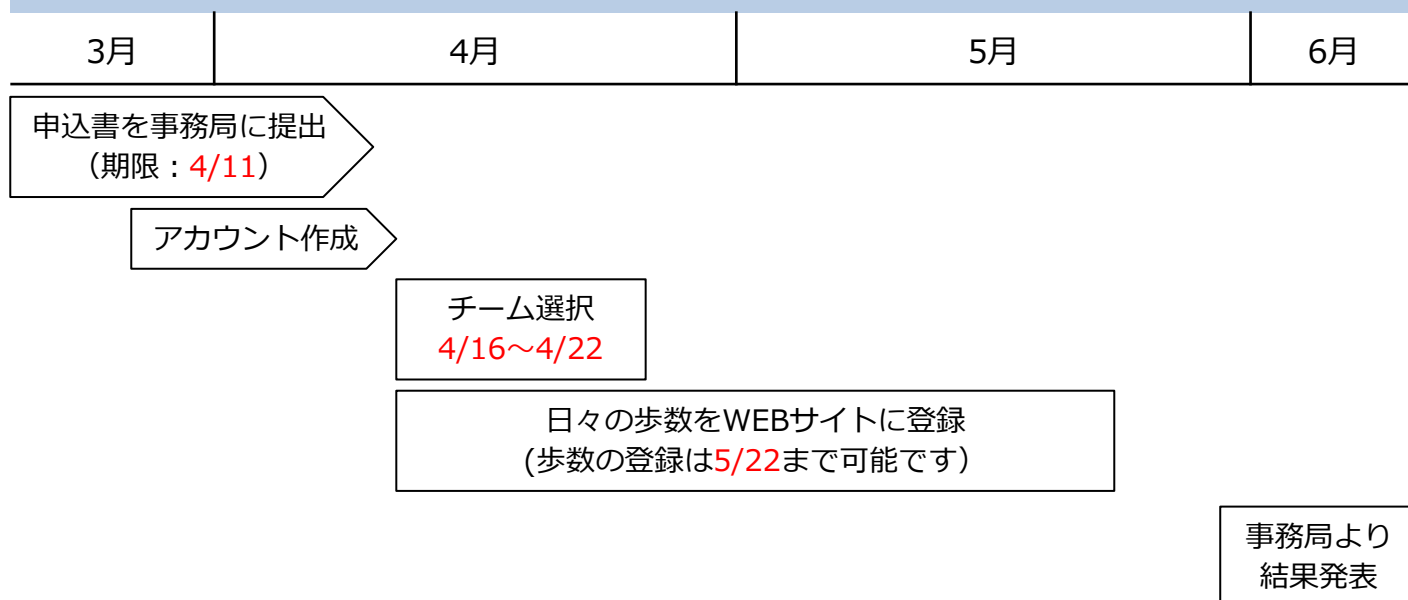 3月
4月
5月
6月
申込書を事務局に提出
（期限：4/11）
アカウント作成
チーム選択
4/16～4/22
日々の歩数をWEBサイトに登録
(歩数の登録は5/22まで可能です）
事務局より
結果発表